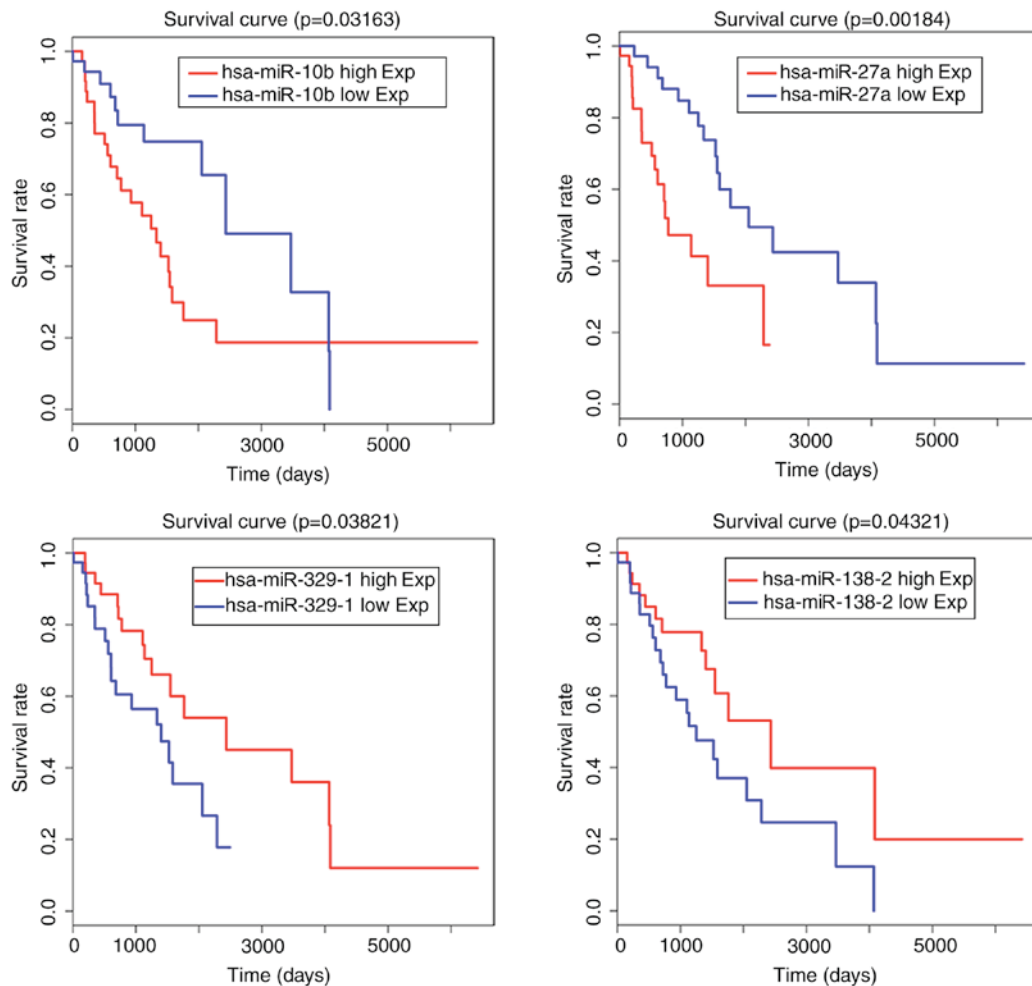 Survival curve (p=0.03163)
hsa-miR-10b high Exp
hsa-miR-10b low Exp
Survival rate
1.0
0.8
0.6
0.4
0.2
0.0
0 1000 3000 5000
Time (days)
Survival curve (p=0.00184)
hsa-miR-27a high Exp
hsa-miR-27a low Exp
Survival rate
1.0
0.8
0.6
0.4
0.2
0.0
0 1000 3000 5000
Time (days)
Survival curve (p=0.03821)
hsa-miR-329-1 high Exp
hsa-miR-329-1 low Exp
Survival rate
1.0
0.8
0.6
0.4
0.2
0.0
0 1000 3000 5000
Time (days)
Survival curve (p=0.04321)
hsa-miR-138-2 high Exp
hsa-miR-138-2 low Exp
Survival rate
1.0
0.8
0.6
0.4
0.2
0.0
0 1000 3000 5000
Time (days)